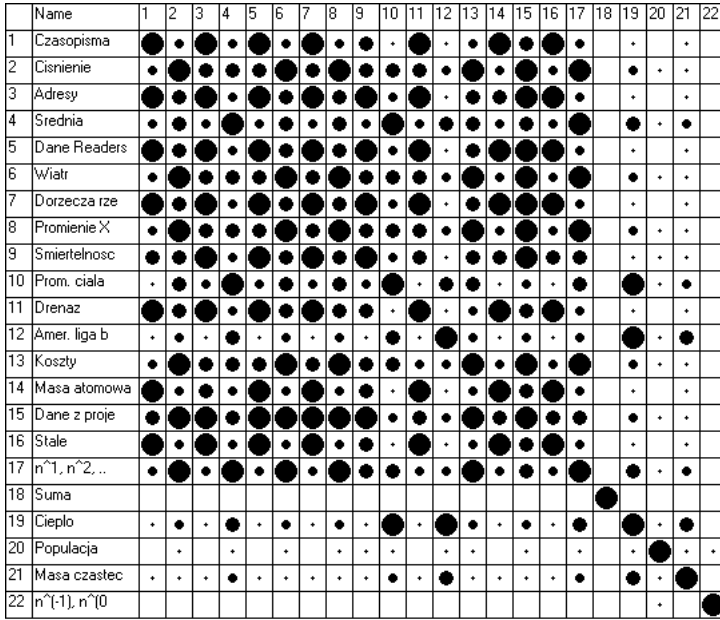 Name 1 2 3 4 5 6 7 8 9 10 11 12 13 14 15 16 17 18 19 20 21 22
1 Czasopisma
2 Cisnienie
3 Adresy
4 Srednia
5 Dane Readers
6 Wiatr
7 Dorzecza rze
8 Promienie X
9 Smiertelnosc
10 Prom. ciala
11 Drenaz
12 Amer. liga b
13 Koszty
14 Masa atomowa
15 Dane z proje
16 Stale
17 n^1, n^2, ..
18 Suma
19 Cieplo
20 Populacja
21 Masa czastec
22 n^(-1), n^(0